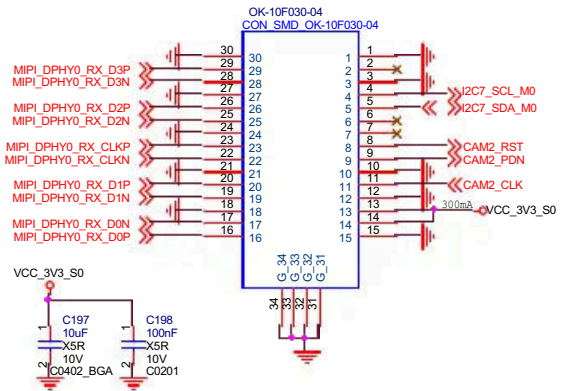 OK-10F030-04
CON_SMD_OK-10F030-04
30 30 1 1
MIPI_DPHY0_RX_D3P 29 29 2 2
MIPI_DPHY0_RX_D3N 28 28 3 3
27 27 4 4 I2C7_SCL_M0
MIPI_DPHY0_RX_D2P 26 26 5 5 I2C7_SDA_M0
MIPI_DPHY0_RX_D2N 25 25 6 6
24 24 7 7
MIPI_DPHY0_RX_CLKP 23 23 8 8 CAM2_RST
MIPI_DPHY0_RX_CLKN 22 22 9 9 CAM2_PDN
21 21 10 10
MIPI_DPHY0_RX_D1P 20 20 11 11 CAM2_CLK
MIPI_DPHY0_RX_D1N 19 19 12 12
18 18 13 13 300mA VCC_3V3_S0
MIPI_DPHY0_RX_D0N 17 17 14 14
MIPI_DPHY0_RX_D0P 16 16 15 15
G_34 G_33 G_32 G_31
34 33 32 31
VCC_3V3_S0
1 C197 1 C198
10uF 100nF
X5R X5R
10V 10V
2 C0402_BGA 2 C0201